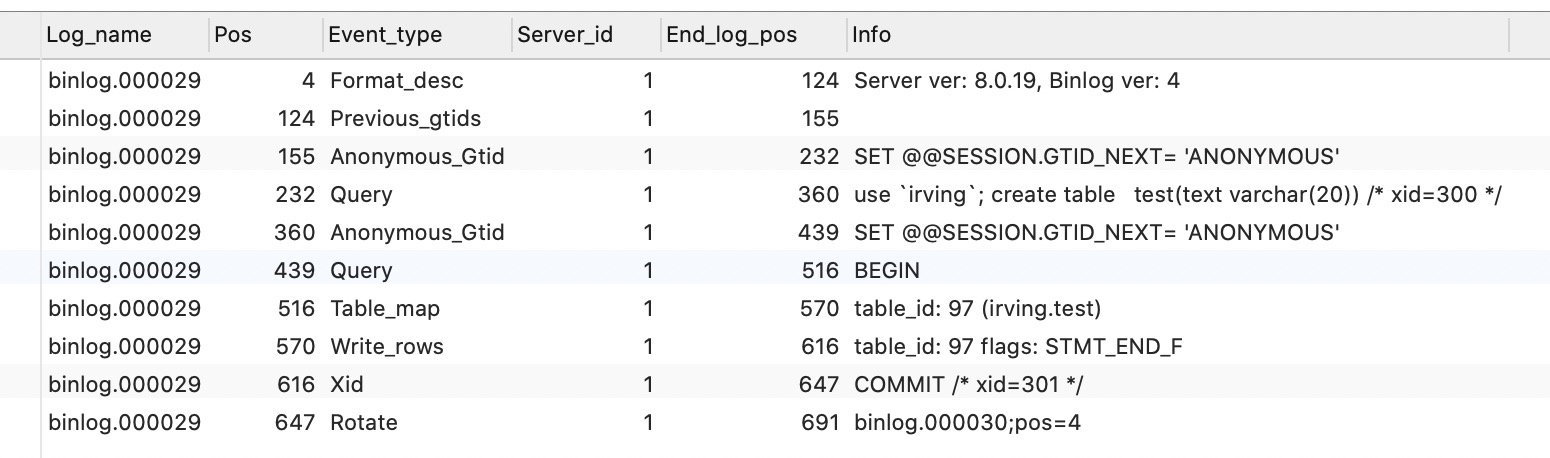 Log_name Pos Event_type Server_id End_log_pos Info
binlog.000029 4 Format_desc 1 124 Server ver: 8.0.19, Binlog ver: 4
binlog.000029 124 Previous_gtids 1 155
binlog.000029 155 Anonymous_Gtid 1 232 SET @@SESSION.GTID_NEXT= 'ANONYMOUS'
binlog.000029 232 Query 1 360 use `irving`; create table   test(text varchar(20)) /* xid=300 */
binlog.000029 360 Anonymous_Gtid 1 439 SET @@SESSION.GTID_NEXT= 'ANONYMOUS'
binlog.000029 439 Query 1 516 BEGIN
binlog.000029 516 Table_map 1 570 table_id: 97 (irving.test)
binlog.000029 570 Write_rows 1 616 table_id: 97 flags: STMT_END_F
binlog.000029 616 Xid 1 647 COMMIT /* xid=301 */
binlog.000029 647 Rotate 1 691 binlog.000030;pos=4